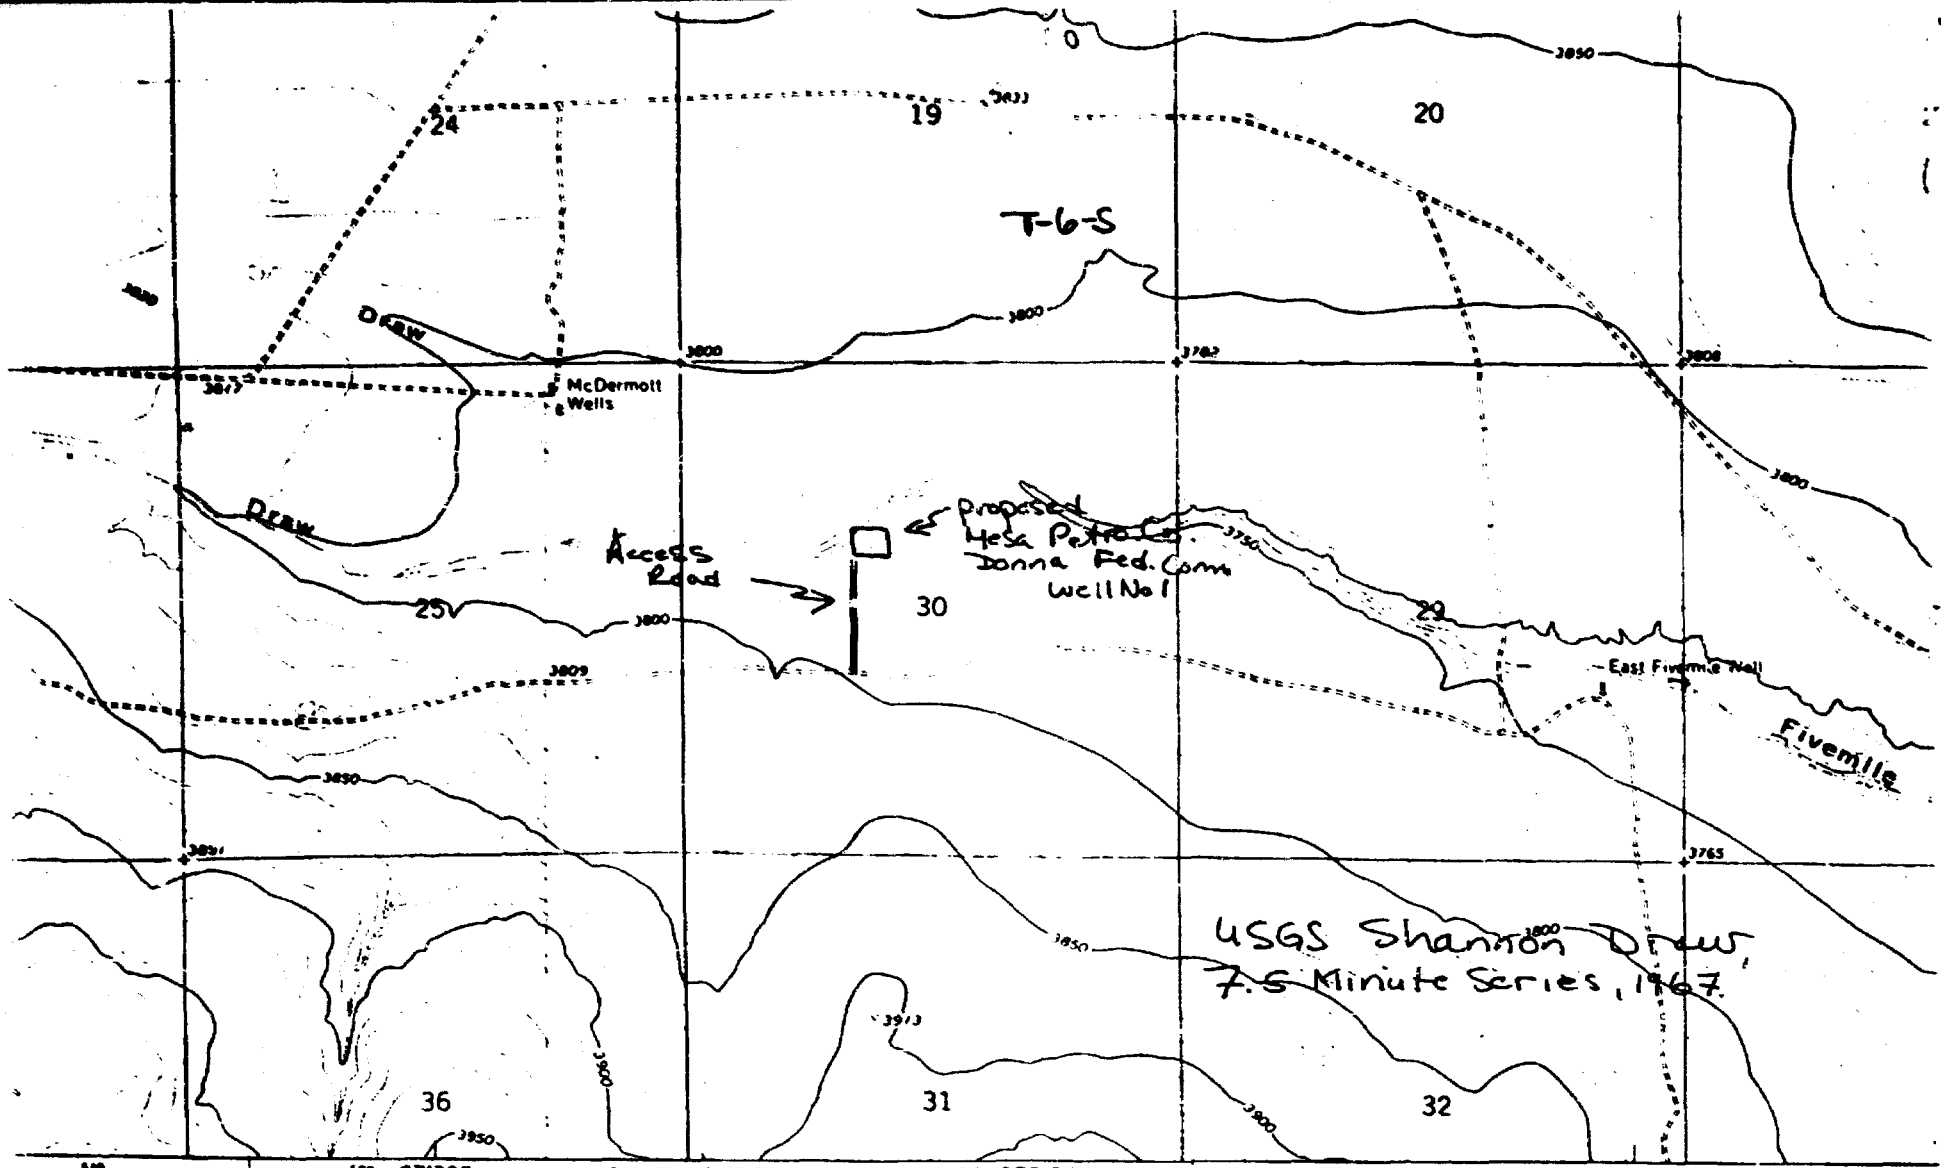 3850
3833
24
19
20
T-6-S
Draw
3800
3800
3782
3808
3817
McDermott
Wells
3800
Draw
Access
Road
proposed
Mesa Petro. Co.
Donna Fed. Com
Well No 1
3750
25
3800
30
29
East Fivemile Well
3809
Fivemile
3850
3891
3765
3850
USGS Shannon Draw,
7.5 Minute Series, 1967.
3800
3913
3900
36
31
32
3900
3950